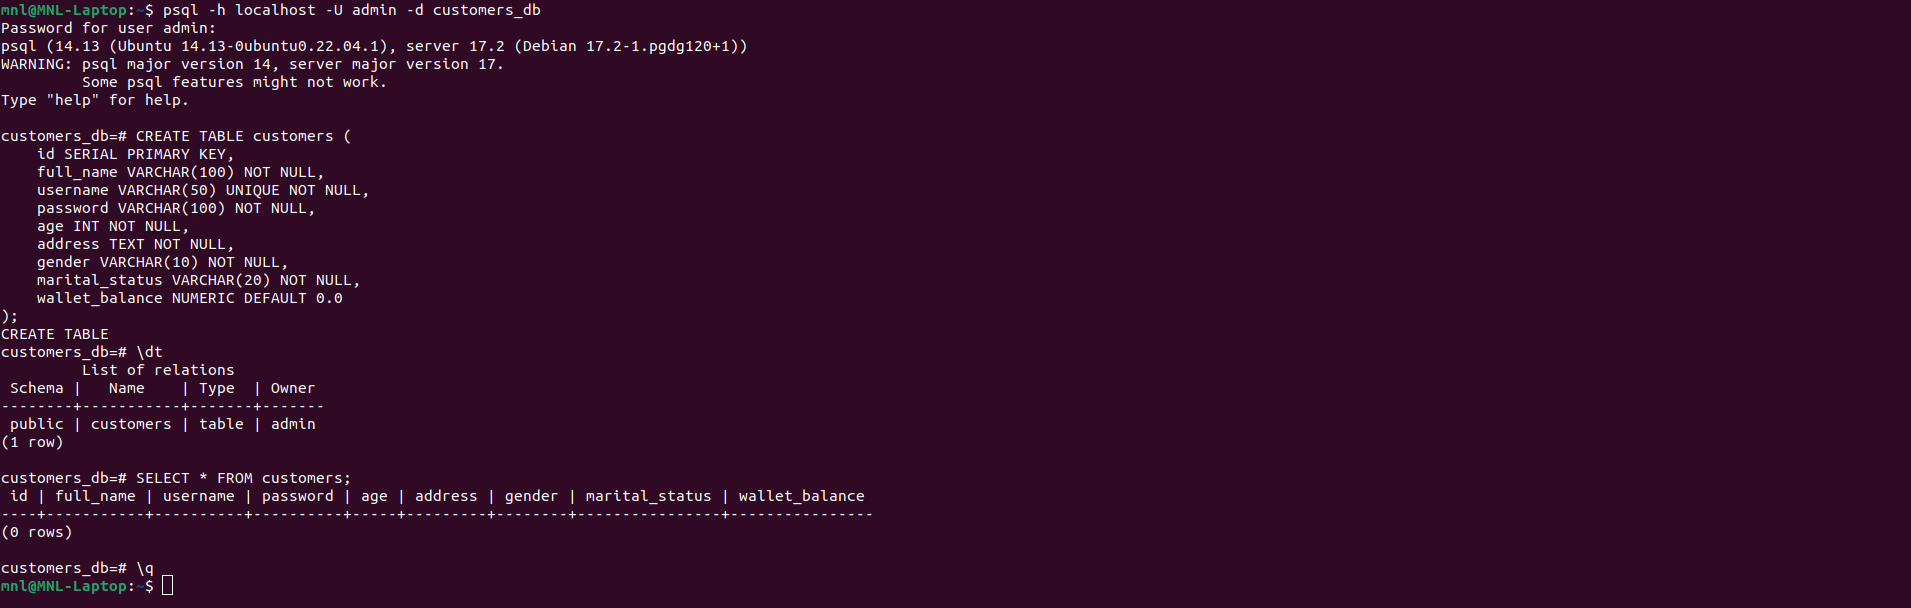 mnl@MNL-Laptop:~$ psql -h localhost -U admin -d customers_db
Password for user admin:
psql (14.13 (Ubuntu 14.13-0ubuntu0.22.04.1), server 17.2 (Debian 17.2-1.pgdg120+1))
WARNING: psql major version 14, server major version 17.
         Some psql features might not work.
Type "help" for help.

customers_db=# CREATE TABLE customers (
    id SERIAL PRIMARY KEY,
    full_name VARCHAR(100) NOT NULL,
    username VARCHAR(50) UNIQUE NOT NULL,
    password VARCHAR(100) NOT NULL,
    age INT NOT NULL,
    address TEXT NOT NULL,
    gender VARCHAR(10) NOT NULL,
    marital_status VARCHAR(20) NOT NULL,
    wallet_balance NUMERIC DEFAULT 0.0
);
CREATE TABLE
customers_db=# \dt
         List of relations
 Schema |   Name    | Type  | Owner
--------+-----------+-------+-------
 public | customers | table | admin
(1 row)

customers_db=# SELECT * FROM customers;
 id | full_name | username | password | age | address | gender | marital_status | wallet_balance
----+-----------+----------+----------+-----+---------+--------+----------------+----------------
(0 rows)

customers_db=# \q
mnl@MNL-Laptop:~$